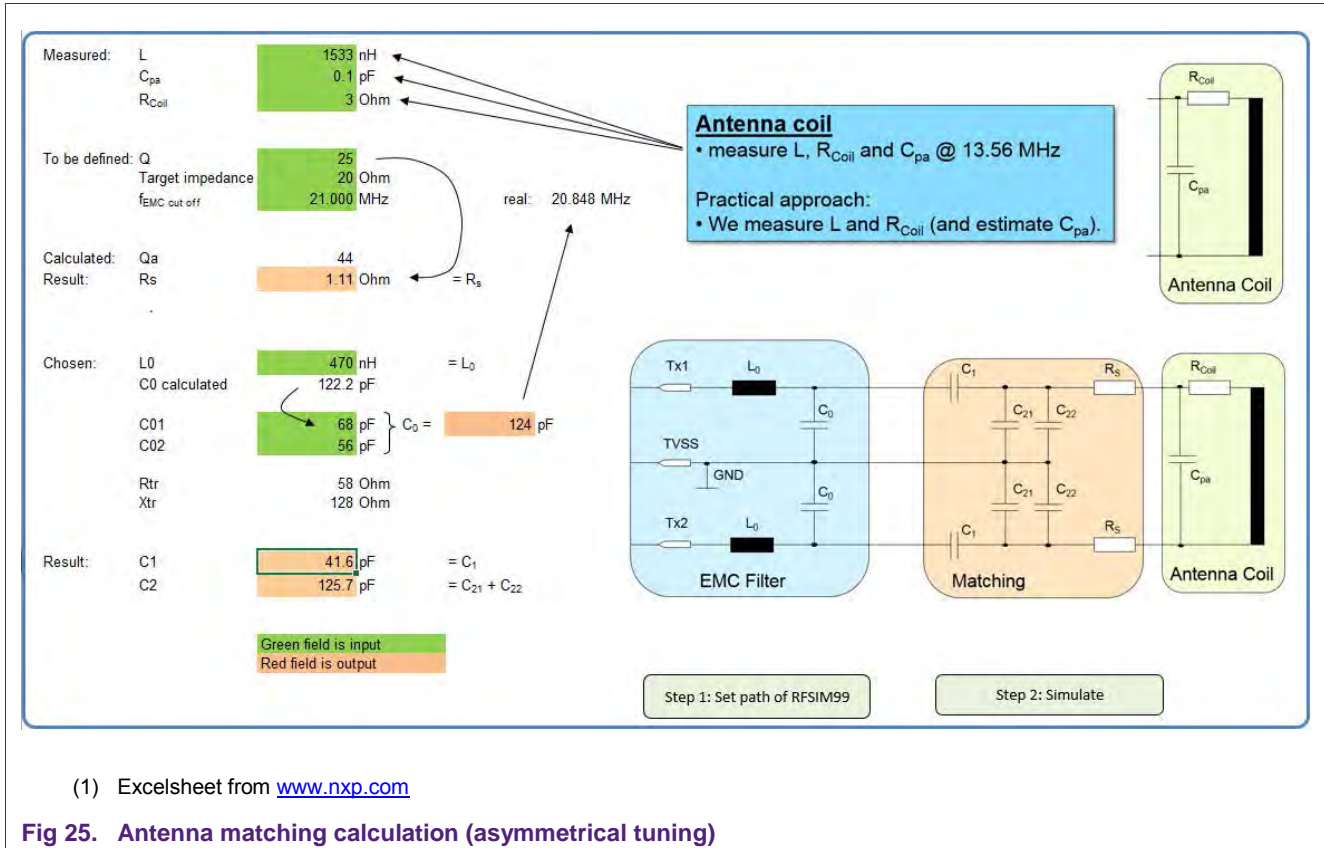 Measured: L 1533 nH
Cpa 0.1 pF
RCoil 3 Ohm
To be defined: Q 25
Target impedance 20 Ohm
fEMC cut off 21.000 MHz real: 20.848 MHz
Calculated: Qa 44
Result: Rs 1.11 Ohm = Rs
.
Chosen: L0 470 nH = L0
C0 calculated 122.2 pF
C01 68 pF
C0 = 124 pF
C02 56 pF
Rtr 58 Ohm
Xtr 128 Ohm
Result: C1 41.6 pF = C1
C2 125.7 pF = C21 + C22
Green field is input
Red field is output
Antenna coil
• measure L, RCoil and Cpa @ 13.56 MHz
Practical approach:
• We measure L and RCoil (and estimate Cpa).
RCoil
Cpa
Antenna Coil
Tx1 L0 C1 RS RCoil
C0 C21 C22
TVSS
GND
Cpa
C0 C21 C22
Tx2 L0 C1 RS
EMC Filter Matching Antenna Coil
Step 1: Set path of RFSIM99 Step 2: Simulate
(1) Excelsheet from www.nxp.com
Fig 25. Antenna matching calculation (asymmetrical tuning)